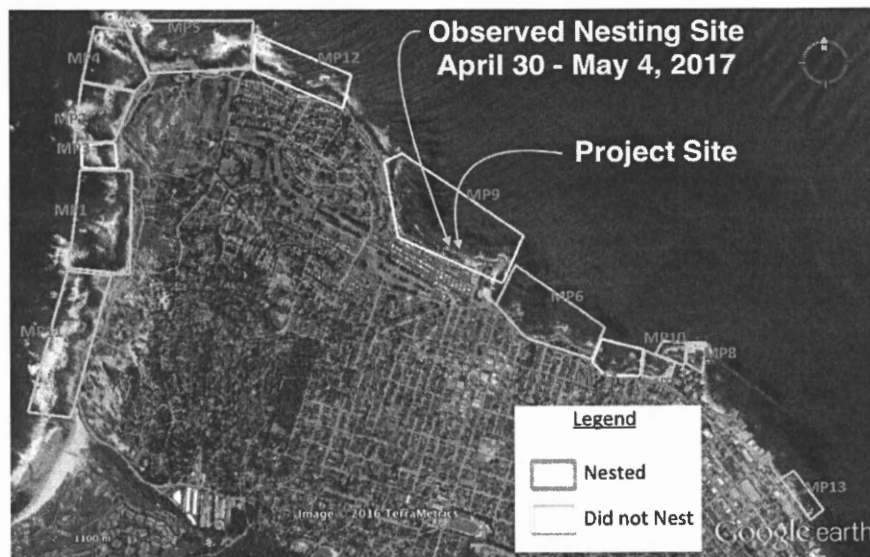 MP5
MP4
MP12
Observed Nesting Site
April 30 - May 4, 2017
N
Project Site
MP9
MP1
MP6
MP10
MP8
Legend
Nested
Did not Nest
MP13
Image © 2016 TerraMetrics
1100 m
Google earth